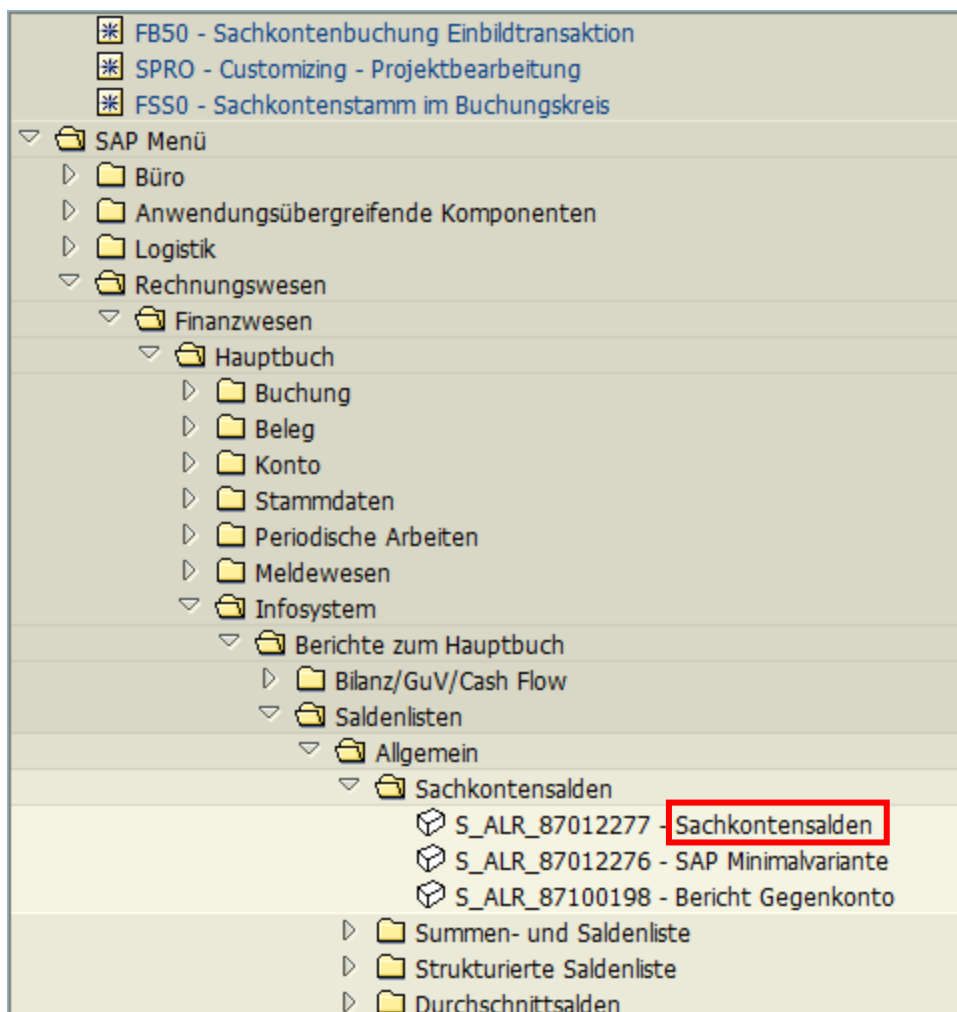 FB50 - Sachkontenbuchung Einbildtransaktion
SPRO - Customizing - Projektbearbeitung
FSS0 - Sachkontenstamm im Buchungskreis
SAP Menü
Büro
Anwendungsübergreifende Komponenten
Logistik
Rechnungswesen
Finanzwesen
Hauptbuch
Buchung
Beleg
Konto
Stammdaten
Periodische Arbeiten
Meldewesen
Infosystem
Berichte zum Hauptbuch
Bilanz/GuV/Cash Flow
Saldenlisten
Allgemein
Sachkontensalden
S_ALR_87012277 - Sachkontensalden
S_ALR_87012276 - SAP Minimalvariante
S_ALR_87100198 - Bericht Gegenkonto
Summen- und Saldenliste
Strukturierte Saldenliste
Durchschnittsalden